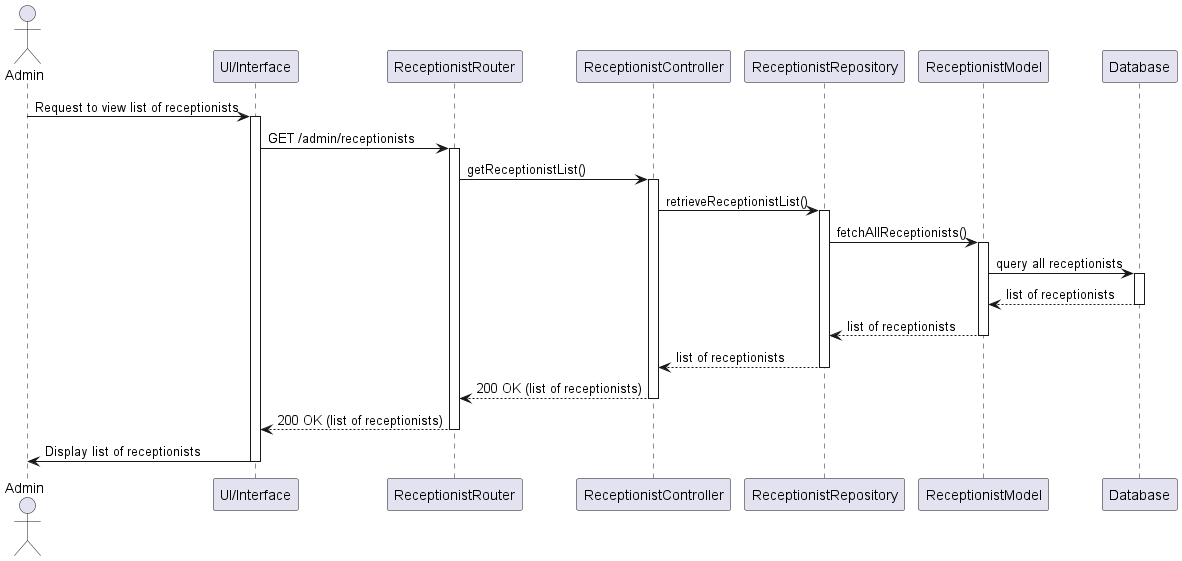 Admin
UI/Interface
ReceptionistRouter
ReceptionistController
ReceptionistRepository
ReceptionistModel
Database
Request to view list of receptionists
GET /admin/receptionists
getReceptionistList()
retrieveReceptionistList()
fetchAllReceptionists()
query all receptionists
list of receptionists
list of receptionists
list of receptionists
200 OK (list of receptionists)
200 OK (list of receptionists)
Display list of receptionists
Admin
UI/Interface
ReceptionistRouter
ReceptionistController
ReceptionistRepository
ReceptionistModel
Database